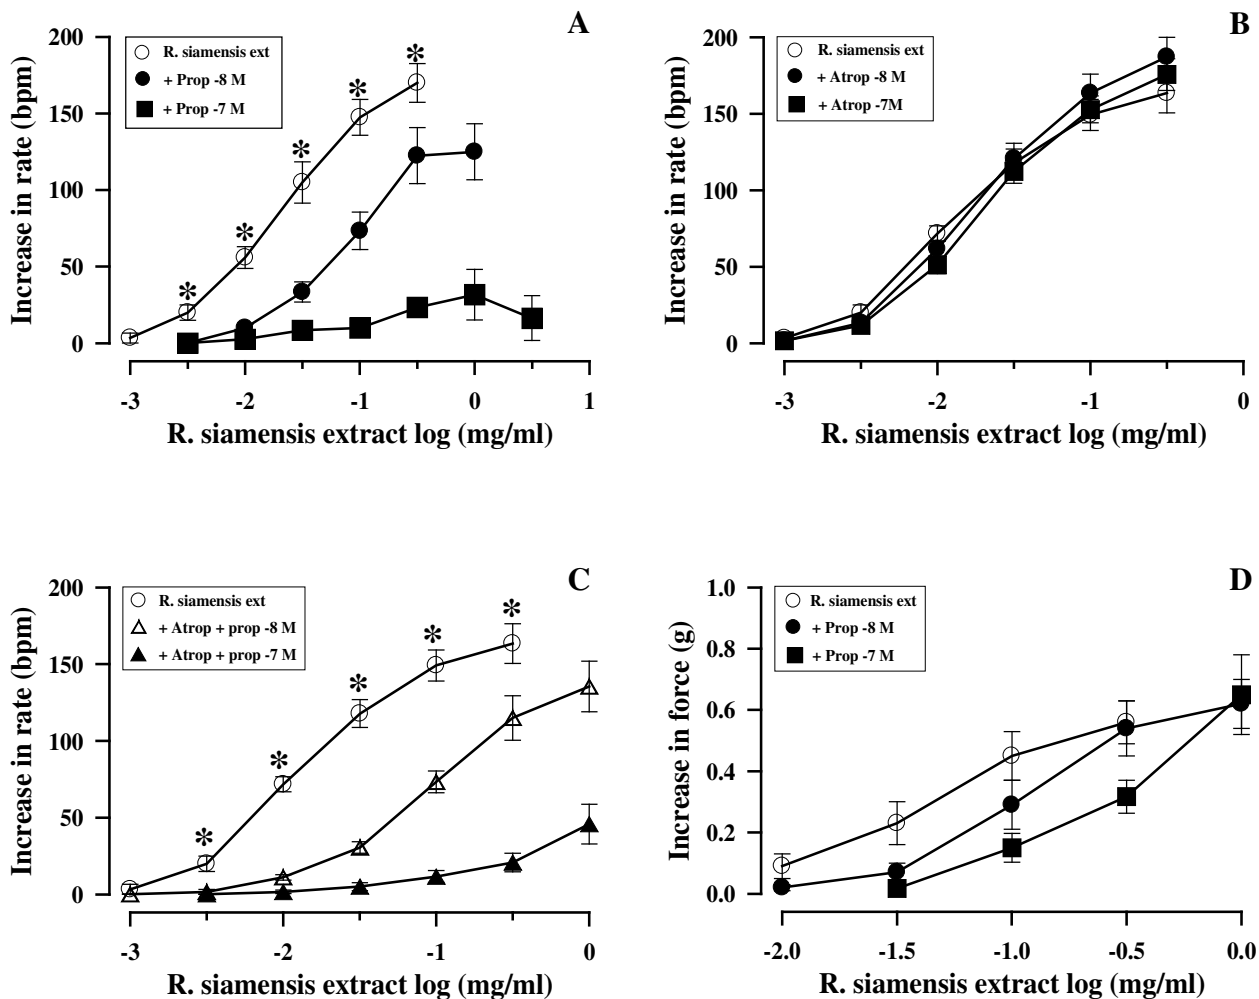 A
200
150
100
50
0
Increase in rate (bpm)
R. siamensis ext
+ Prop -8 M
+ Prop -7 M
* * * * *
-3 -2 -1 0 1
R. siamensis extract log (mg/ml)
B
200
150
100
50
0
Increase in rate (bpm)
R. siamensis ext
+ Atrop -8 M
+ Atrop -7M
-3 -2 -1 0
R. siamensis extract log (mg/ml)
C
200
150
100
50
0
Increase in rate (bpm)
R. siamensis ext
+ Atrop + prop -8 M
+ Atrop + prop -7 M
* * * * *
-3 -2 -1 0
R. siamensis extract log (mg/ml)
D
1.0
0.8
0.6
0.4
0.2
0.0
Increase in force (g)
R. siamensis ext
+ Prop -8 M
+ Prop -7 M
-2.0 -1.5 -1.0 -0.5 0.0
R. siamensis extract log (mg/ml)